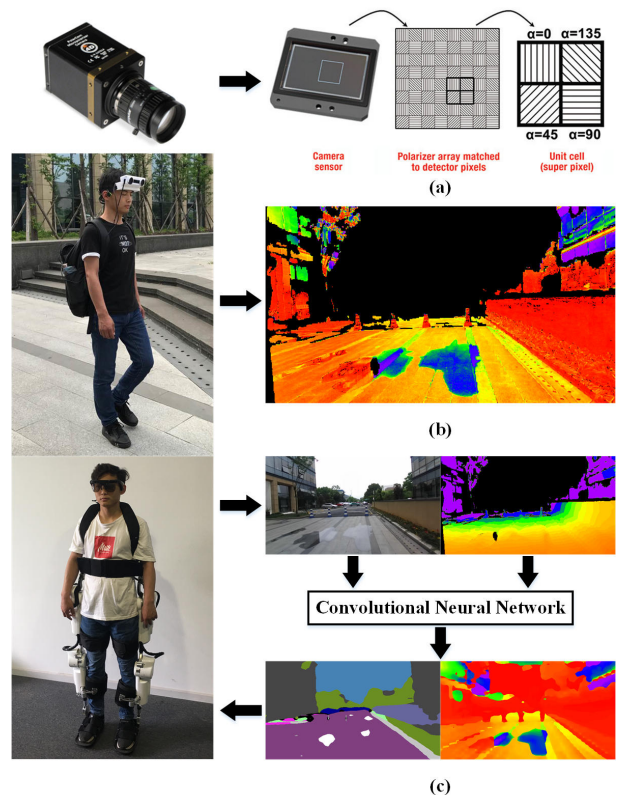 4D
α=0 α=135
α=45 α=90
Camera
sensor
Polarizer array matched
to detector pixels
Unit cell
(super pixel)
(a)
(b)
Convolutional Neural Network
(c)